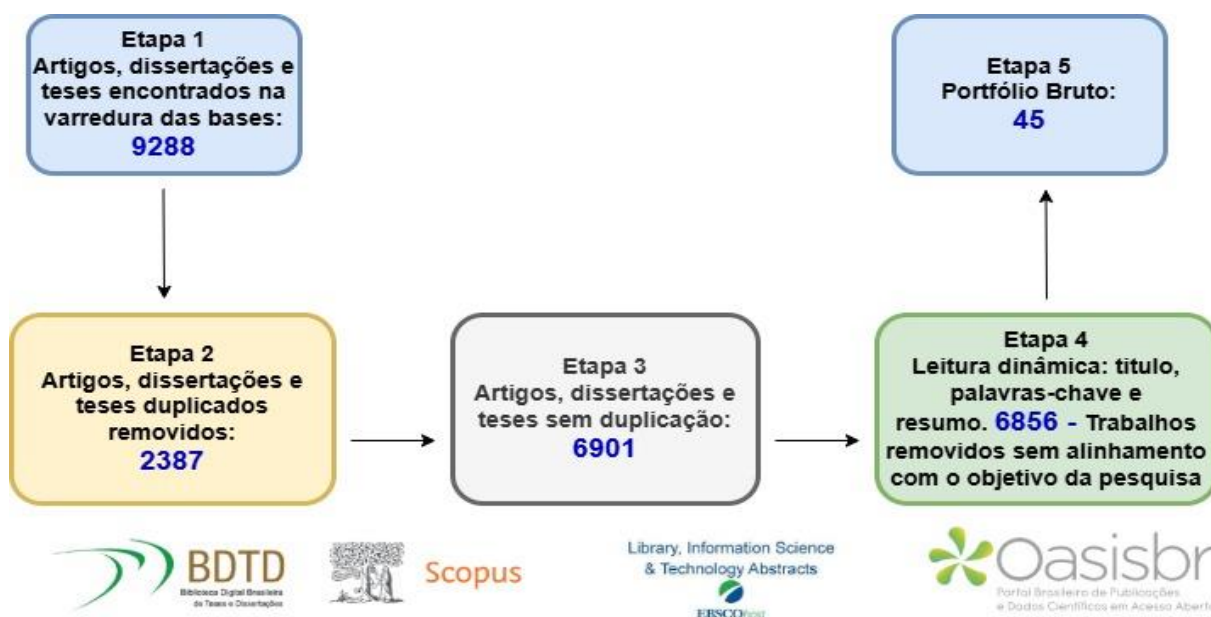 Etapa 1
Artigos, dissertações e
teses encontrados na
varredura das bases:
9288
Etapa 2
Artigos, dissertações e
teses duplicados
removidos:
2387
Etapa 3
Artigos, dissertações e
teses sem duplicação:
6901
Etapa 4
Leitura dinâmica: titulo,
palavras-chave e
resumo. 6856 - Trabalhos
removidos sem alinhamento
com o objetivo da pesquisa
Etapa 5
Portfólio Bruto:
45
BDTD
Biblioteca Digital Brasileira
de Teses e Dissertações
Scopus
Library, Information Science
& Technology Abstracts
EBSCOhost
Oasisbr
Portal Brasileiro de Publicações
e Dados Científicos em Acesso Aberto